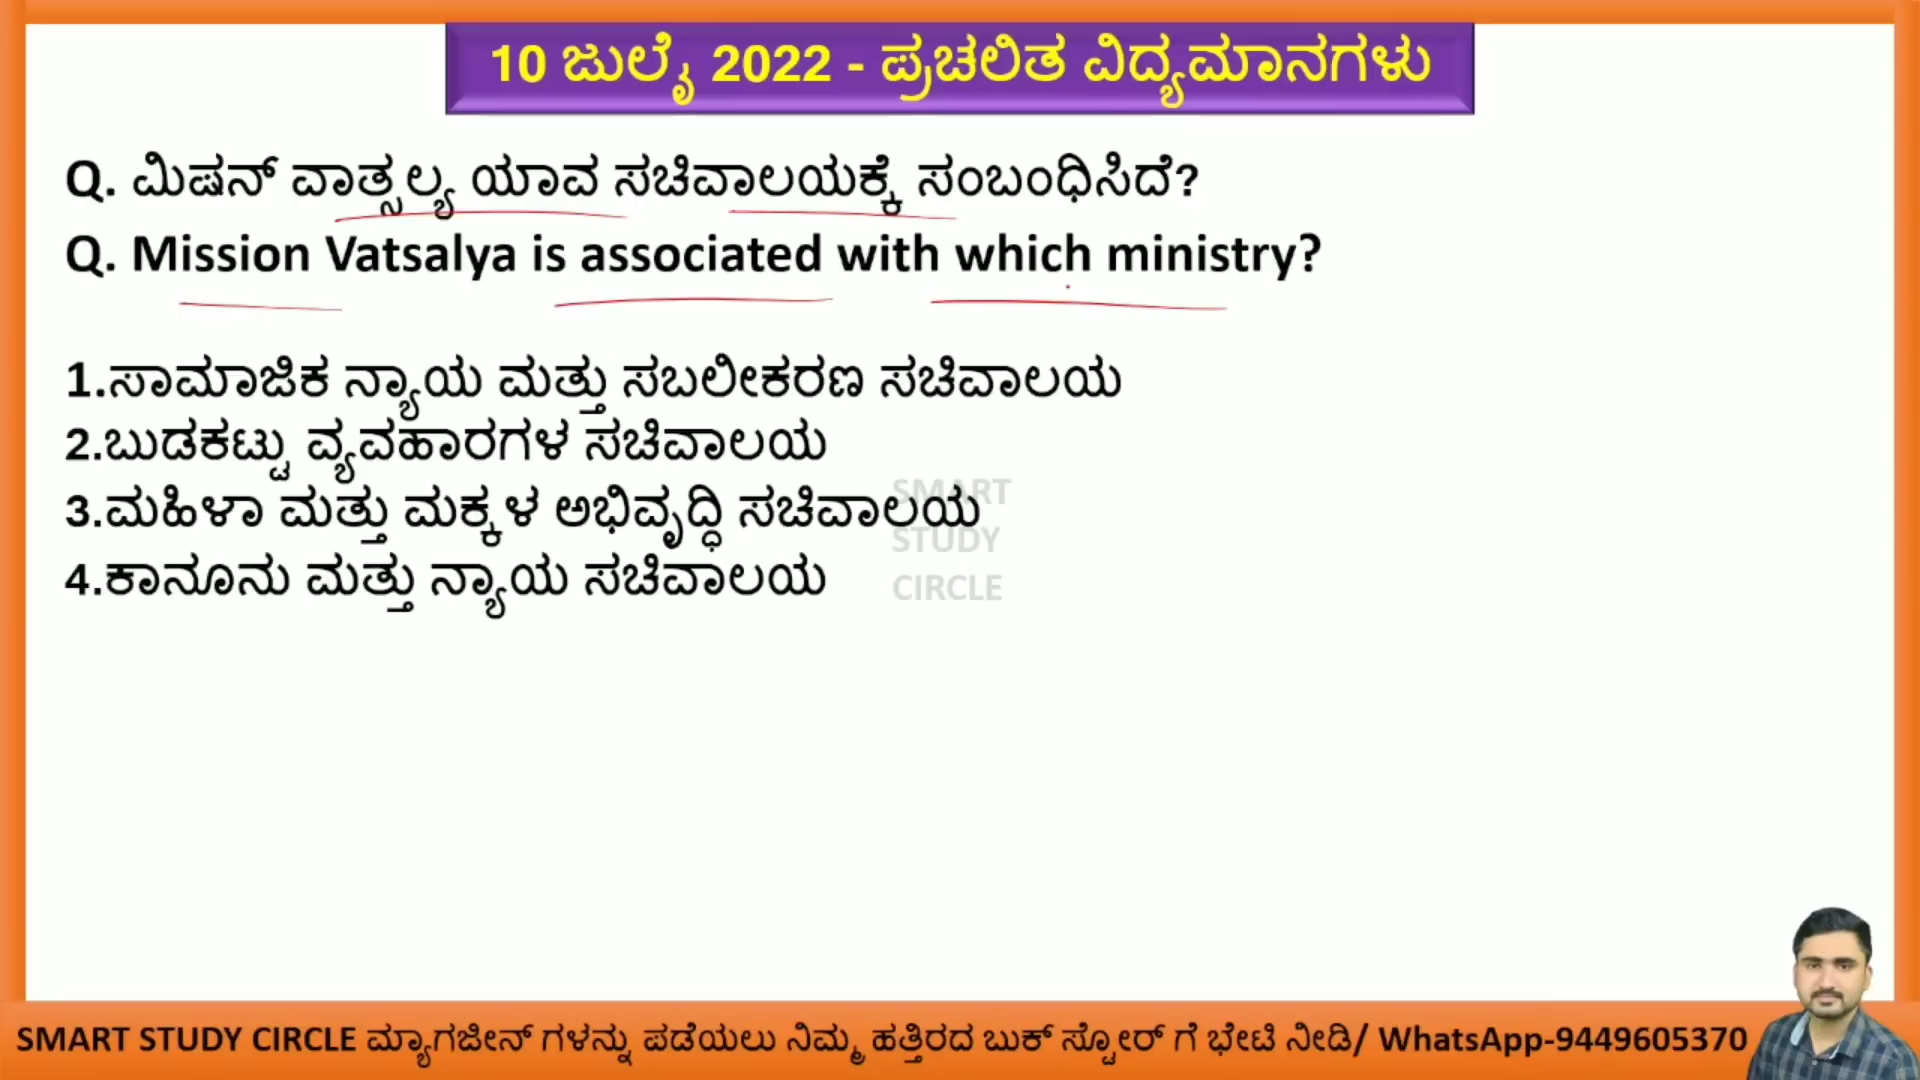 10 ಜುಲೈ 2022 - ಪ್ರಚಲಿತ ವಿದ್ಯಮಾನಗಳು
Q. ಮಿಷನ್ ವಾತ್ಸಲ್ಯ ಯಾವ ಸಚಿವಾಲಯಕ್ಕೆ ಸಂಬಂಧಿಸಿದೆ?
Q. Mission Vatsalya is associated with which ministry?
1.ಸಾಮಾಜಿಕ ನ್ಯಾಯ ಮತ್ತು ಸಬಲೀಕರಣ ಸಚಿವಾಲಯ
2.ಬುಡಕಟ್ಟು ವ್ಯವಹಾರಗಳ ಸಚಿವಾಲಯ
3.ಮಹಿಳಾ ಮತ್ತು ಮಕ್ಕಳ ಅಭಿವೃದ್ಧಿ ಸಚಿವಾಲಯ
4.ಕಾನೂನು ಮತ್ತು ನ್ಯಾಯ ಸಚಿವಾಲಯ
SMART
STUDY
CIRCLE
SMART STUDY CIRCLE ಮ್ಯಾಗಜೀನ್ ಗಳನ್ನು ಪಡೆಯಲು ನಿಮ್ಮ ಹತ್ತಿರದ ಬುಕ್ ಸ್ಟೋರ್ ಗೆ ಭೇಟಿ ನೀಡಿ/ WhatsApp-9449605370